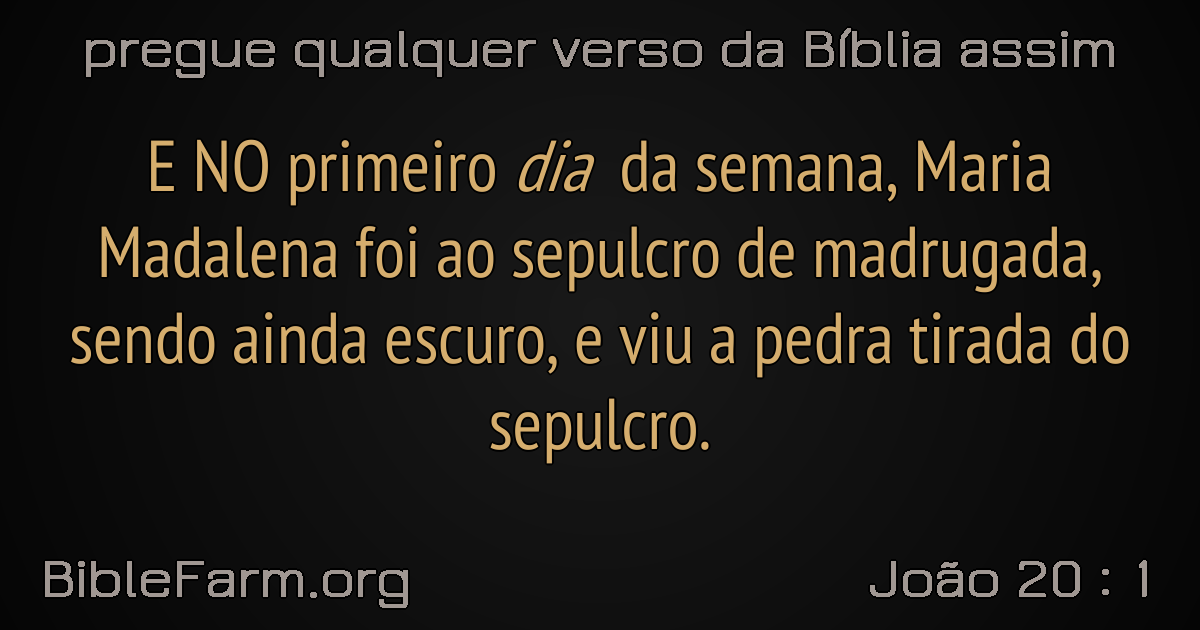 pregue qualquer verso da Bíblia assim
E NO primeiro dia da semana, Maria
Madalena foi ao sepulcro de madrugada,
sendo ainda escuro, e viu a pedra tirada do
sepulcro.
BibleFarm.org
João 20 : 1